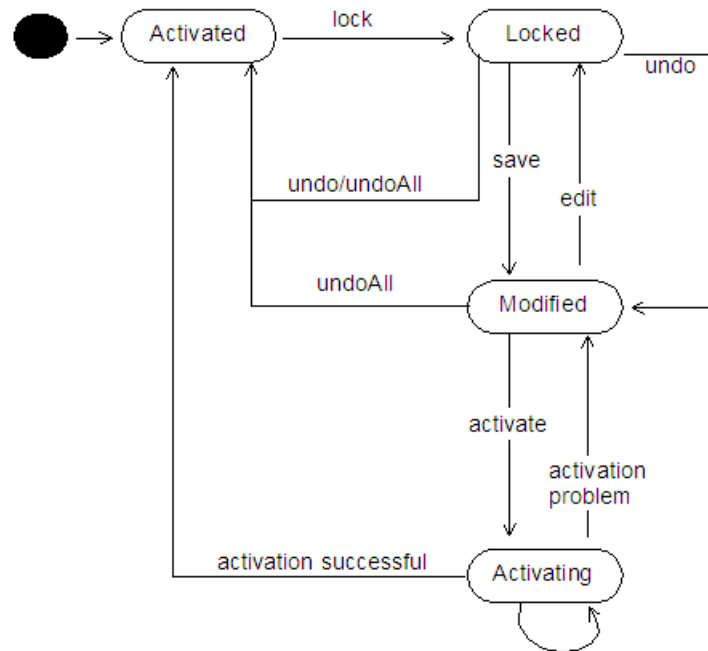 Activated
lock
Locked
undo
save
undo/undoAll
edit
undoAll
Modified
activate
activation
problem
activation successful
Activating